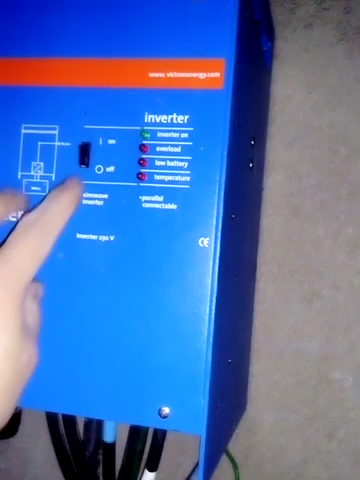 www.victronenergy.com
inverter
inverter on
on
overload
low battery
off
temperature
sinewave
inverter
•parallel
connectable
Inverter 230 V
CE